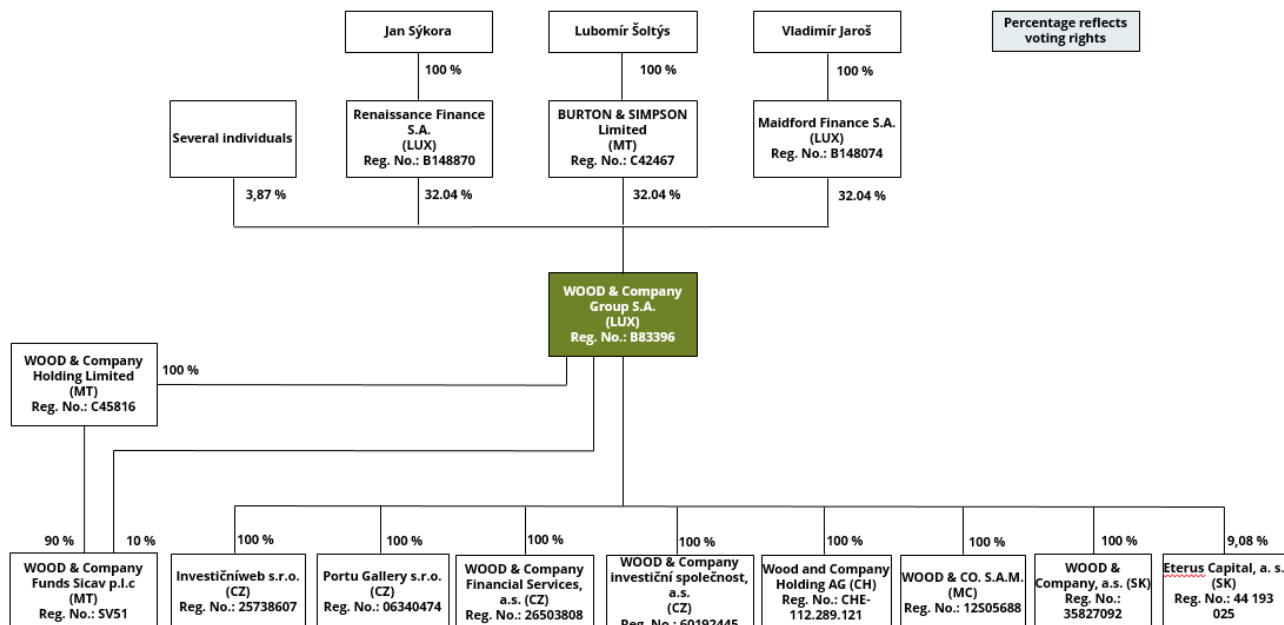 Jan Sýkora
Lubomír Šoltýs
Vladimír Jaroš
Percentage reflects
voting rights
100 %
100 %
100 %
Several individuals
Renaissance Finance
S.A.
(LUX)
Reg. No.: B148870
BURTON & SIMPSON
Limited
(MT)
Reg. No.: C42467
Maidford Finance S.A.
(LUX)
Reg. No.: B148074
3,87 %
32.04 %
32.04 %
32.04 %
WOOD & Company
Group S.A.
(LUX)
Reg. No.: B83396
WOOD & Company
Holding Limited
(MT)
Reg. No.: C45816
100 %
90 %
10 %
100 %
100 %
100 %
100 %
100 %
100 %
100 %
9,08 %
WOOD & Company
Funds Sicav p.l.c
(MT)
Reg. No.: SV51
Investičníweb s.r.o.
(CZ)
Reg. No.: 25738607
Portu Gallery s.r.o.
(CZ)
Reg. No.: 06340474
WOOD & Company
Financial Services,
a.s. (CZ)
Reg. No.: 26503808
WOOD & Company
investiční společnost,
a.s.
(CZ)
Reg. No.: 60192445
Wood and Company
Holding AG (CH)
Reg. No.: CHE-
112.289.121
WOOD & CO. S.A.M.
(MC)
Reg. No.: 12S05688
WOOD &
Company, a.s. (SK)
Reg. No.:
35827092
Eterus Capital, a. s.
(SK)
Reg. No.: 44 193
025